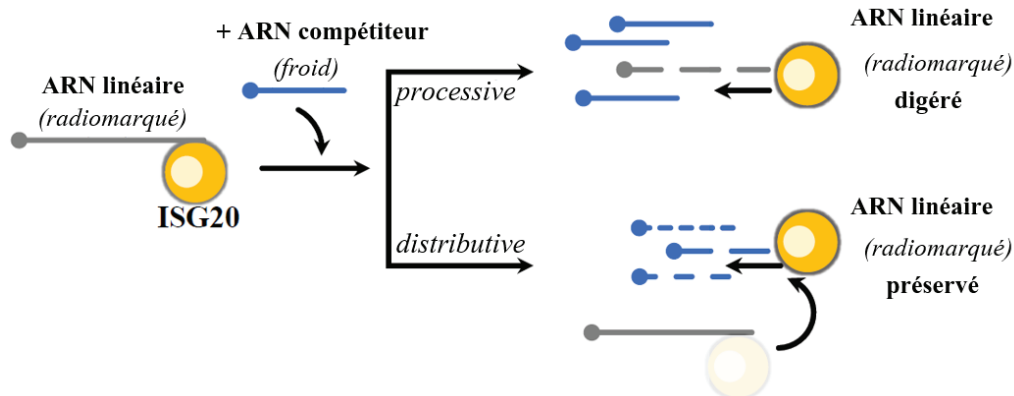 + ARN compétiteur
(froid)
ARN linéaire
(radiomarqué)
ISG20
processive
distributive
ARN linéaire
(radiomarqué)
digéré
ARN linéaire
(radiomarqué)
préservé